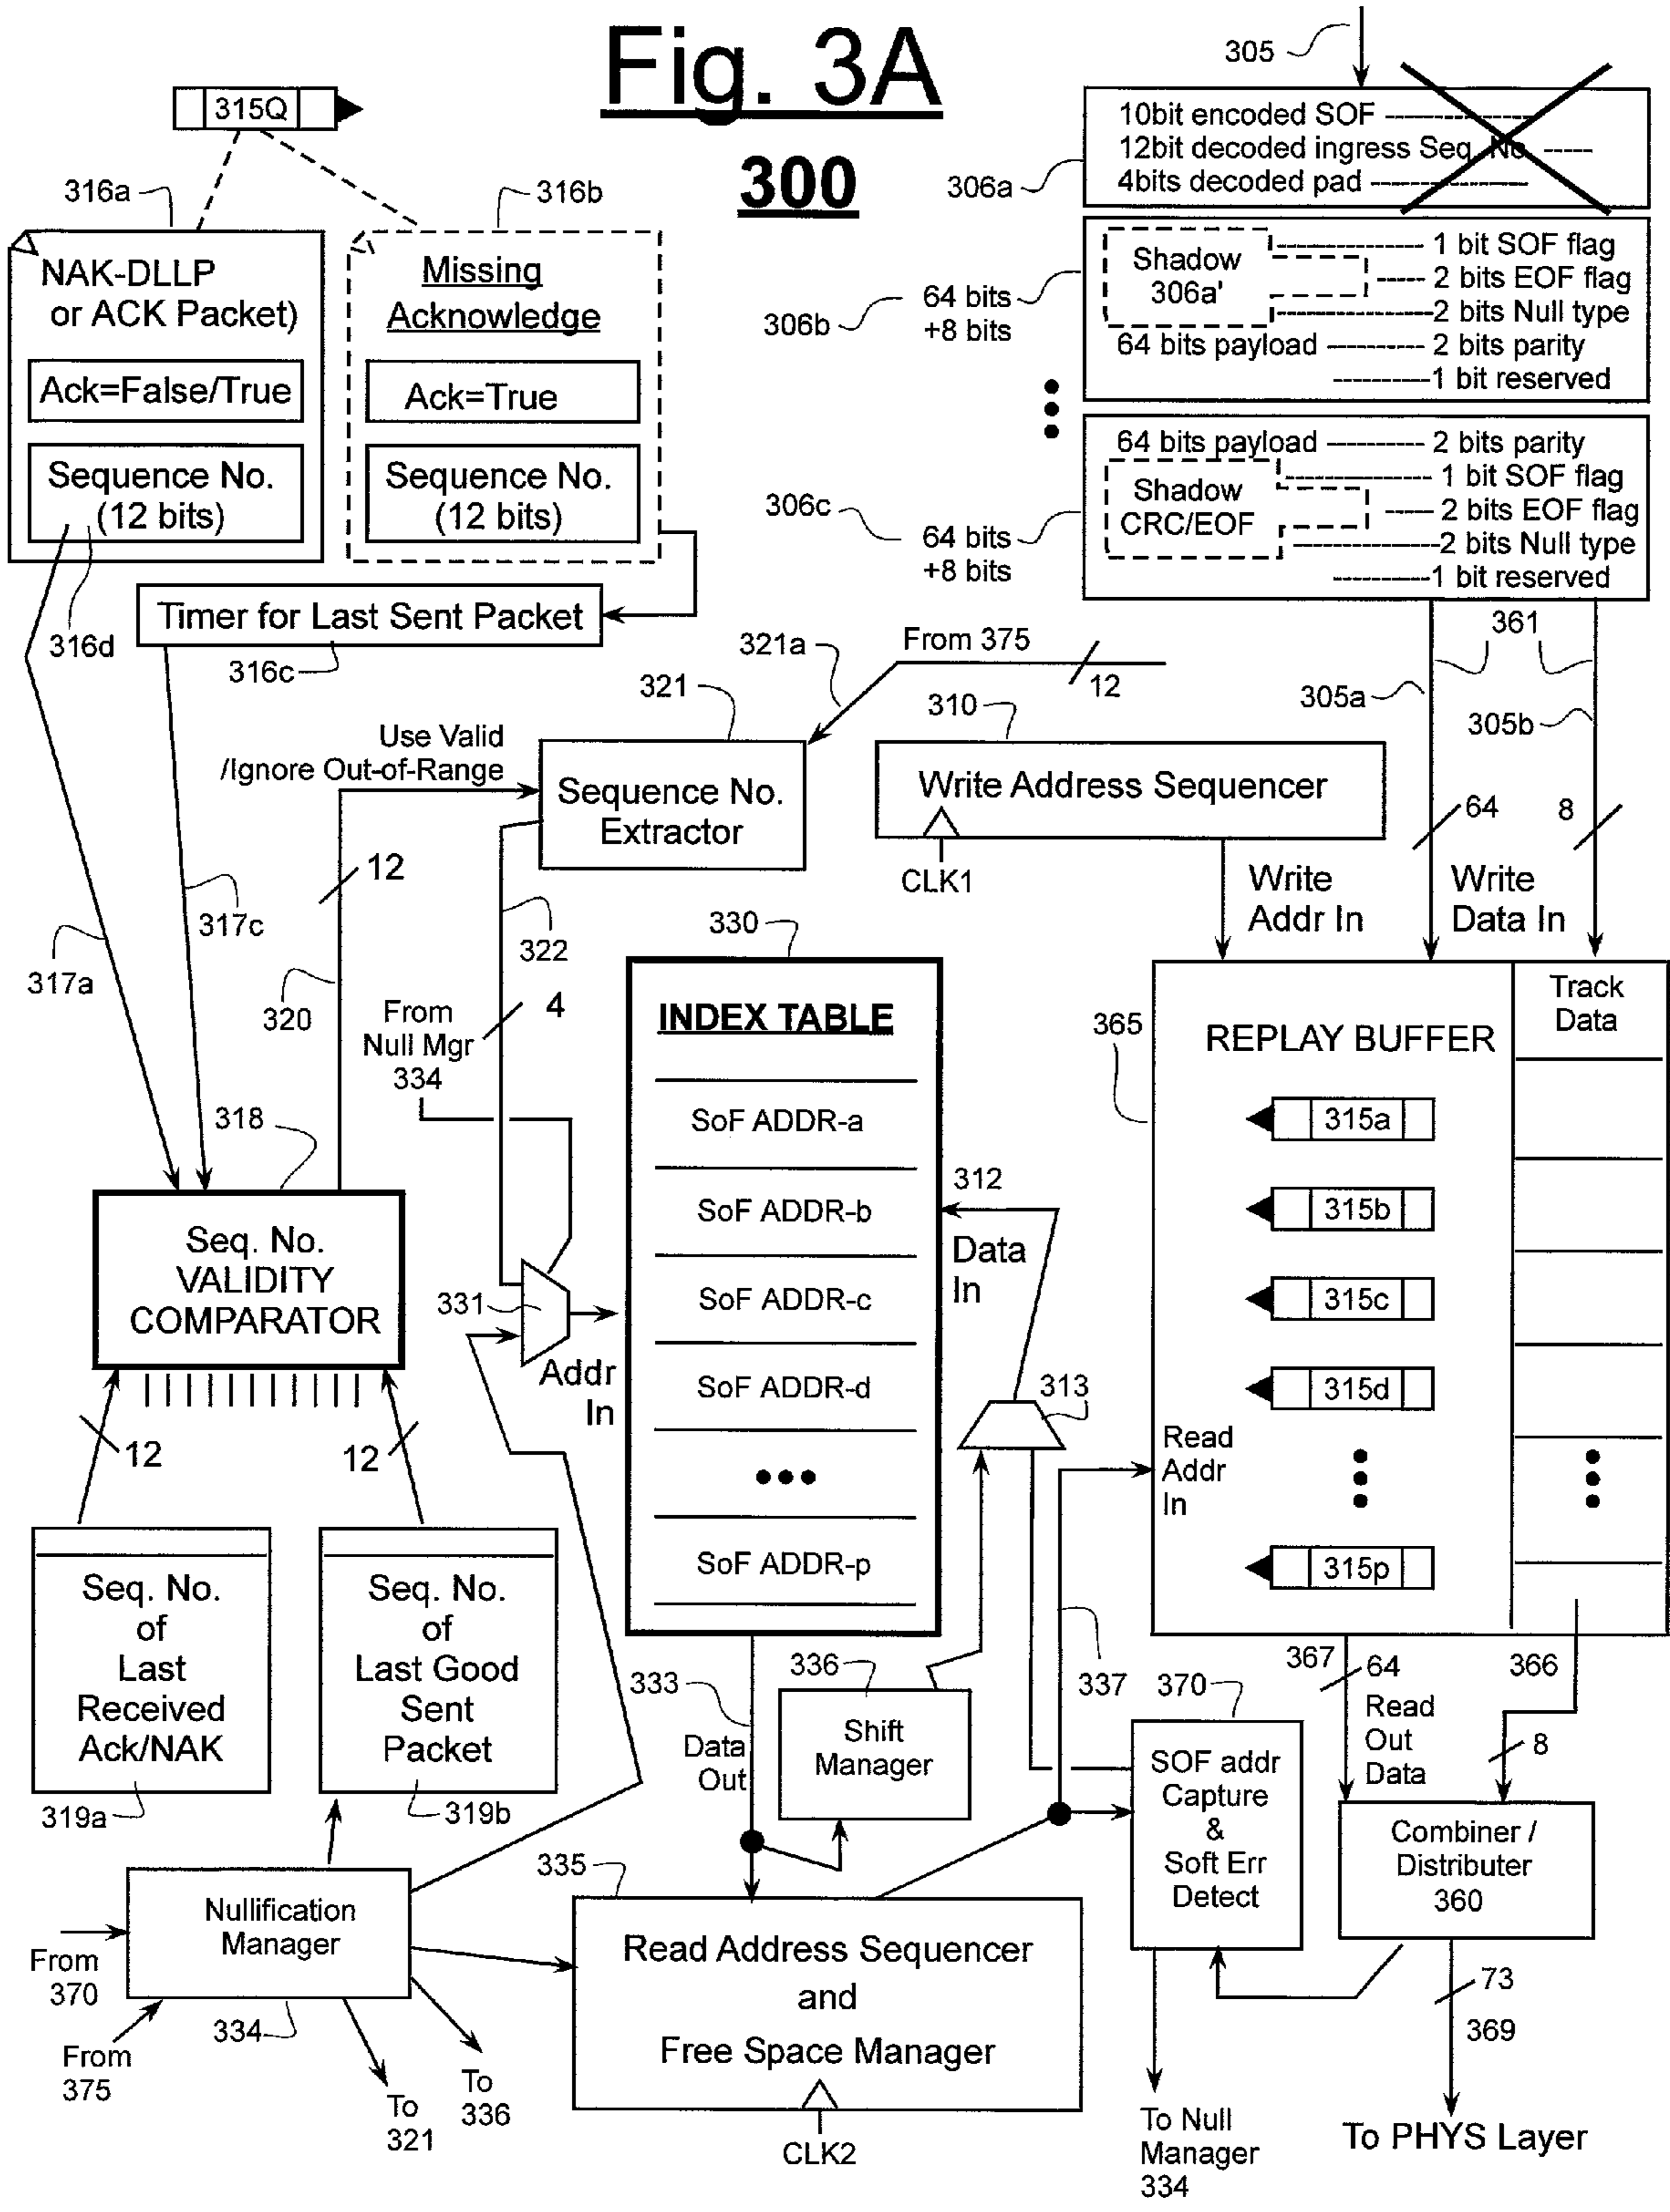 Fig. 3A
300
305
10bit encoded SOF
12bit decoded ingress Seq. No
4bits decoded pad
306a
315Q
316a
316b
NAK-DLLP
or ACK Packet)
Ack=False/True
Sequence No.
(12 bits)
Missing
Acknowledge
Ack=True
Sequence No.
(12 bits)
Shadow
306a'
1 bit SOF flag
2 bits EOF flag
2 bits Null type
64 bits payload
2 bits parity
1 bit reserved
306b
64 bits
+8 bits
64 bits payload
2 bits parity
1 bit SOF flag
Shadow
CRC/EOF
2 bits EOF flag
2 bits Null type
1 bit reserved
306c
64 bits
+8 bits
Timer for Last Sent Packet
316d
316c
361
305a
305b
321a
From 375
12
321
310
Use Valid
/Ignore Out-of-Range
Sequence No.
Extractor
Write Address Sequencer
CLK1
64
8
12
317c
317a
320
322
4
Write
Addr In
Write
Data In
330
From
Null Mgr
334
INDEX TABLE
SoF ADDR-a
SoF ADDR-b
SoF ADDR-c
SoF ADDR-d
SoF ADDR-p
365
REPLAY BUFFER
Track
Data
315a
315b
315c
315d
315p
318
Seq. No.
VALIDITY
COMPARATOR
331
Addr
In
312
Data
In
313
Read
Addr
In
12
12
Seq. No.
of
Last
Received
Ack/NAK
319a
Seq. No.
of
Last Good
Sent
Packet
319b
333
Data
Out
336
Shift
Manager
337
370
SOF addr
Capture
&
Soft Err
Detect
367
64
Read
Out
Data
366
8
Combiner /
Distributer
360
73
369
To PHYS Layer
Nullification
Manager
From
370
From
375
334
To
321
To
336
335
Read Address Sequencer
and
Free Space Manager
CLK2
To Null
Manager
334